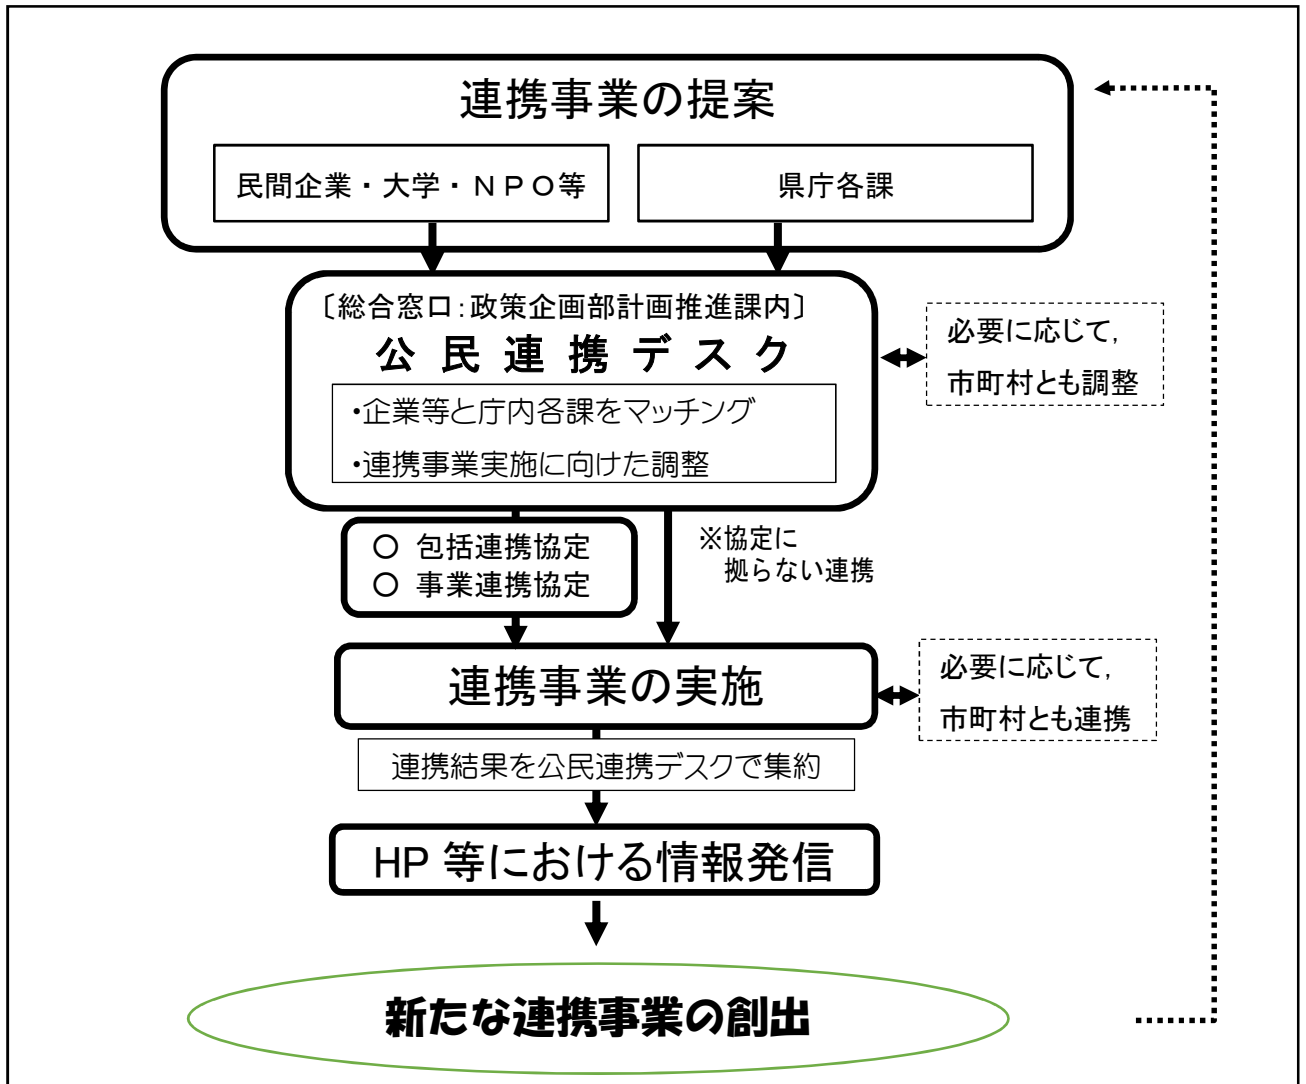 連携事業の提案
民間企業・大学・ＮＰＯ等
県庁各課
〔総合窓口：政策企画部計画推進課内〕
公民連携デスク
・企業等と庁内各課をマッチング
・連携事業実施に向けた調整
必要に応じて，
市町村とも調整
○ 包括連携協定
○ 事業連携協定
※協定に
拠らない連携
連携事業の実施
必要に応じて，
市町村とも連携
連携結果を公民連携デスクで集約
HP 等における情報発信
新たな連携事業の創出